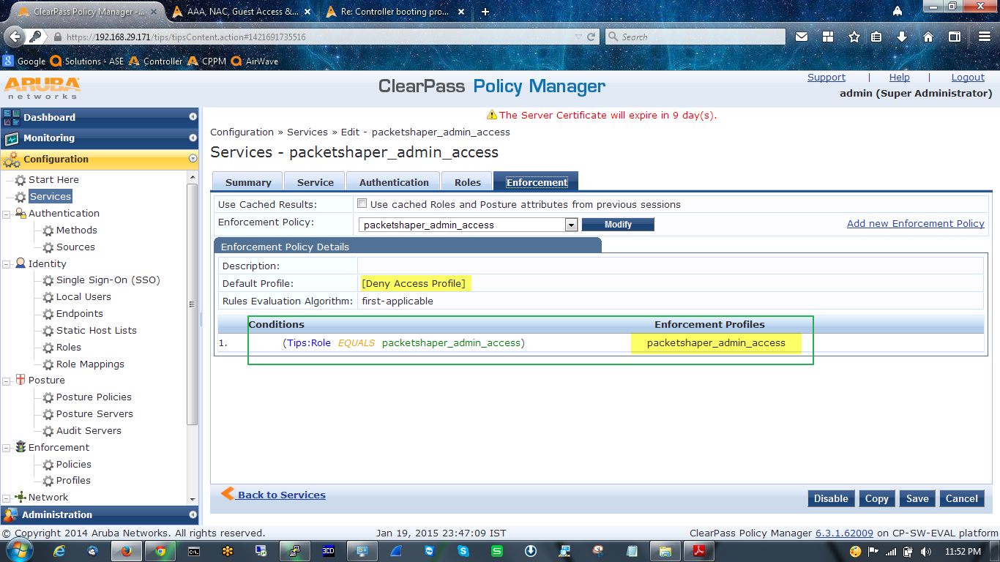 ClearPass Policy Manager -... × AAA, NAC, Guest Access &... × Re: Controller booting pro... × +
https://192.168.29.171/tips/tipsContent.action#1421691735516 Search
Google Solutions - ASE Controller CPPM AirWave
ARUBA networks
ClearPass Policy Manager
Support | Help | Logout
admin (Super Administrator)
Dashboard
Monitoring
Configuration
Start Here
Services
Authentication
Methods
Sources
Identity
Single Sign-On (SSO)
Local Users
Endpoints
Static Host Lists
Roles
Role Mappings
Posture
Posture Policies
Posture Servers
Audit Servers
Enforcement
Policies
Profiles
Network
Administration
The Server Certificate will expire in 9 day(s).
Configuration » Services » Edit - packetshaper_admin_access
Services - packetshaper_admin_access
Summary Service Authentication Roles Enforcement
Use Cached Results: Use cached Roles and Posture attributes from previous sessions
Enforcement Policy: packetshaper_admin_access Modify Add new Enforcement Policy
Enforcement Policy Details
Description:
Default Profile: [Deny Access Profile]
Rules Evaluation Algorithm: first-applicable
Conditions Enforcement Profiles
1. (Tips:Role EQUALS packetshaper_admin_access) packetshaper_admin_access
Back to Services Disable Copy Save Cancel
© Copyright 2014 Aruba Networks. All rights reserved. Jan 19, 2015 23:47:09 IST ClearPass Policy Manager 6.3.1.62009 on CP-SW-EVAL platform
11:52 PM